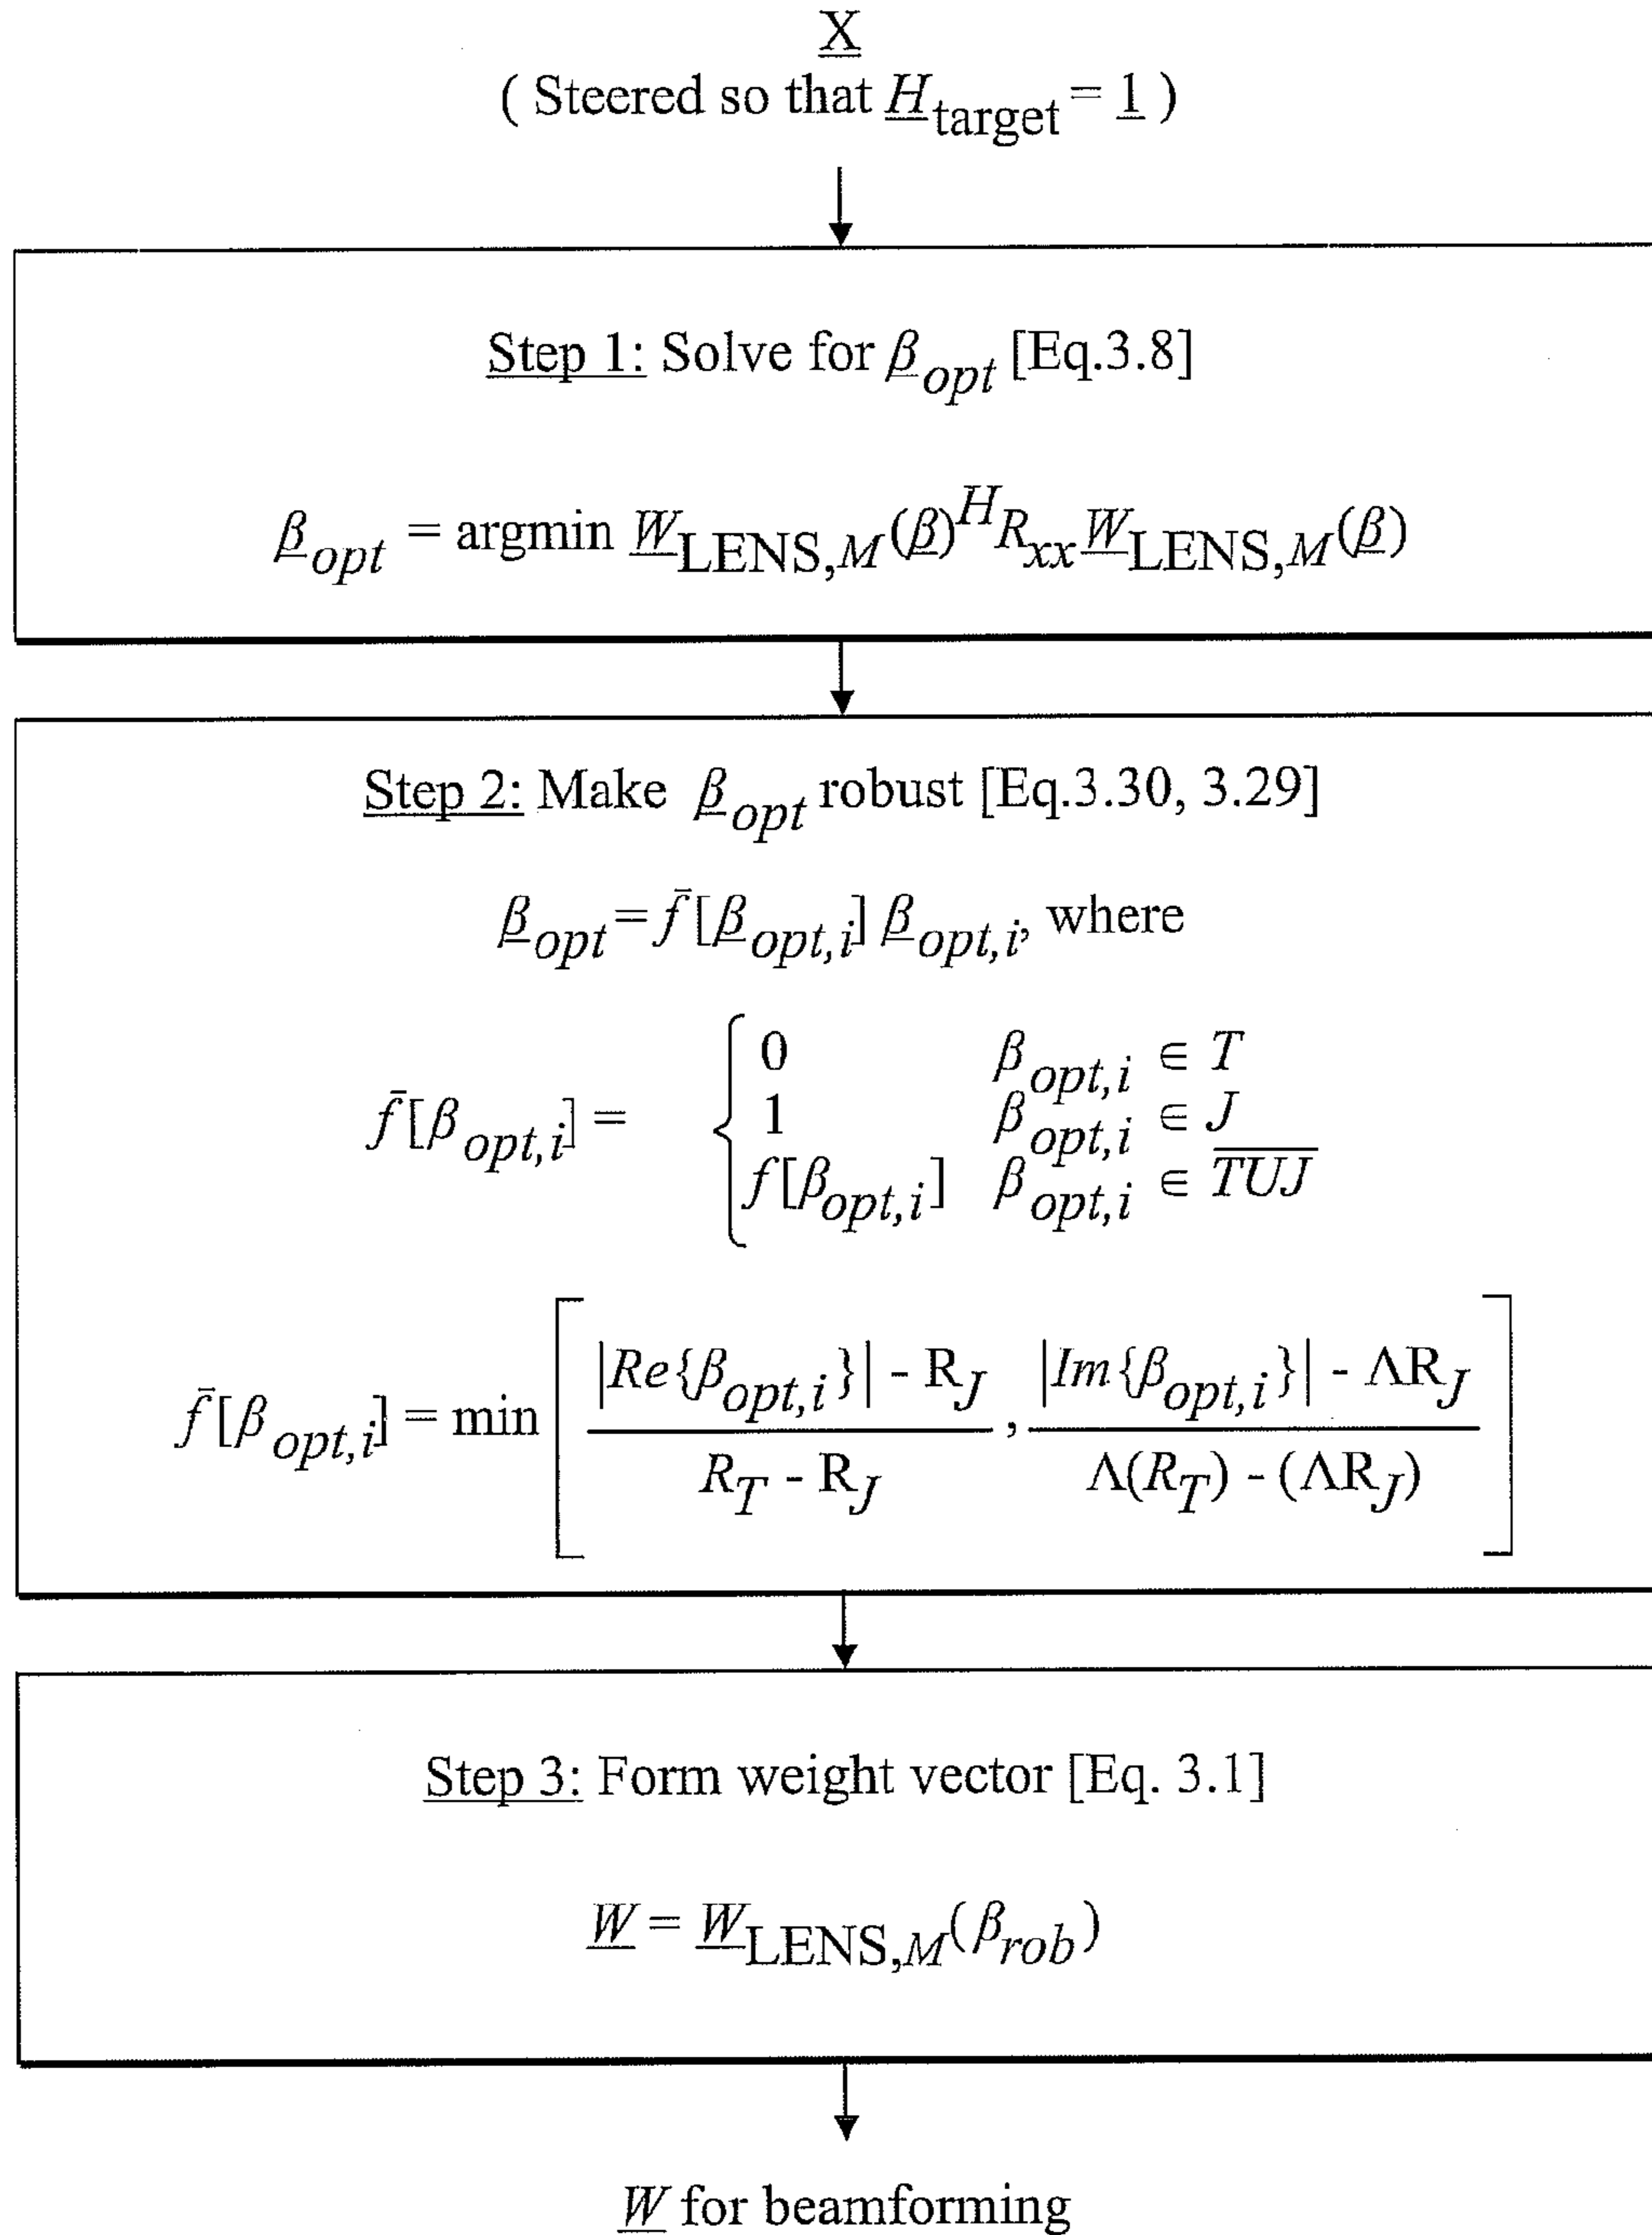 X
( Steered so that H_target = 1 )
Step 1: Solve for β_opt [Eq.3.8]
β_opt = argmin W_LENS,M(β)^H R_xx W_LENS,M(β)
Step 2: Make β_opt robust [Eq.3.30, 3.29]
β_opt = f̄[β_opt,i] β_opt,i, where
f̄[β_opt,i] = { 0 β_opt,i ∈ T
1 β_opt,i ∈ J
f[β_opt,i] β_opt,i ∈ \overline{TUJ}
f̄[β_opt,i] = min [ (|Re{β_opt,i}| - R_J) / (R_T - R_J) , (|Im{β_opt,i}| - ΛR_J) / (Λ(R_T) - (ΛR_J)) ]
Step 3: Form weight vector [Eq. 3.1]
W = W_LENS,M(β_rob)
W for beamforming